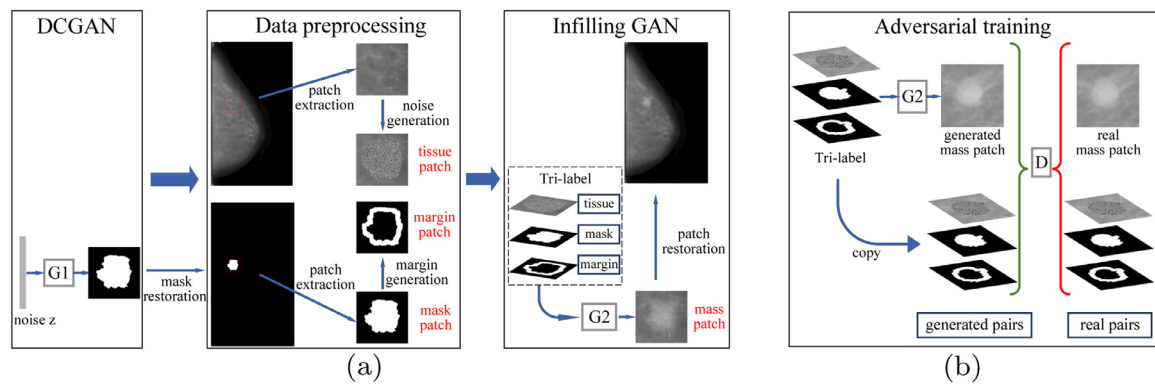 DCGAN
G1
noise z
mask
restoration
Data preprocessing
patch
extraction
noise
generation
tissue
patch
margin
patch
patch
extraction
margin
generation
mask
patch
Infilling GAN
Tri-label
tissue
mask
margin
patch
restoration
G2
mass
patch
(a)
Adversarial training
G2
Tri-label
generated
mass patch
real
mass patch
D
copy
generated pairs
real pairs
(b)